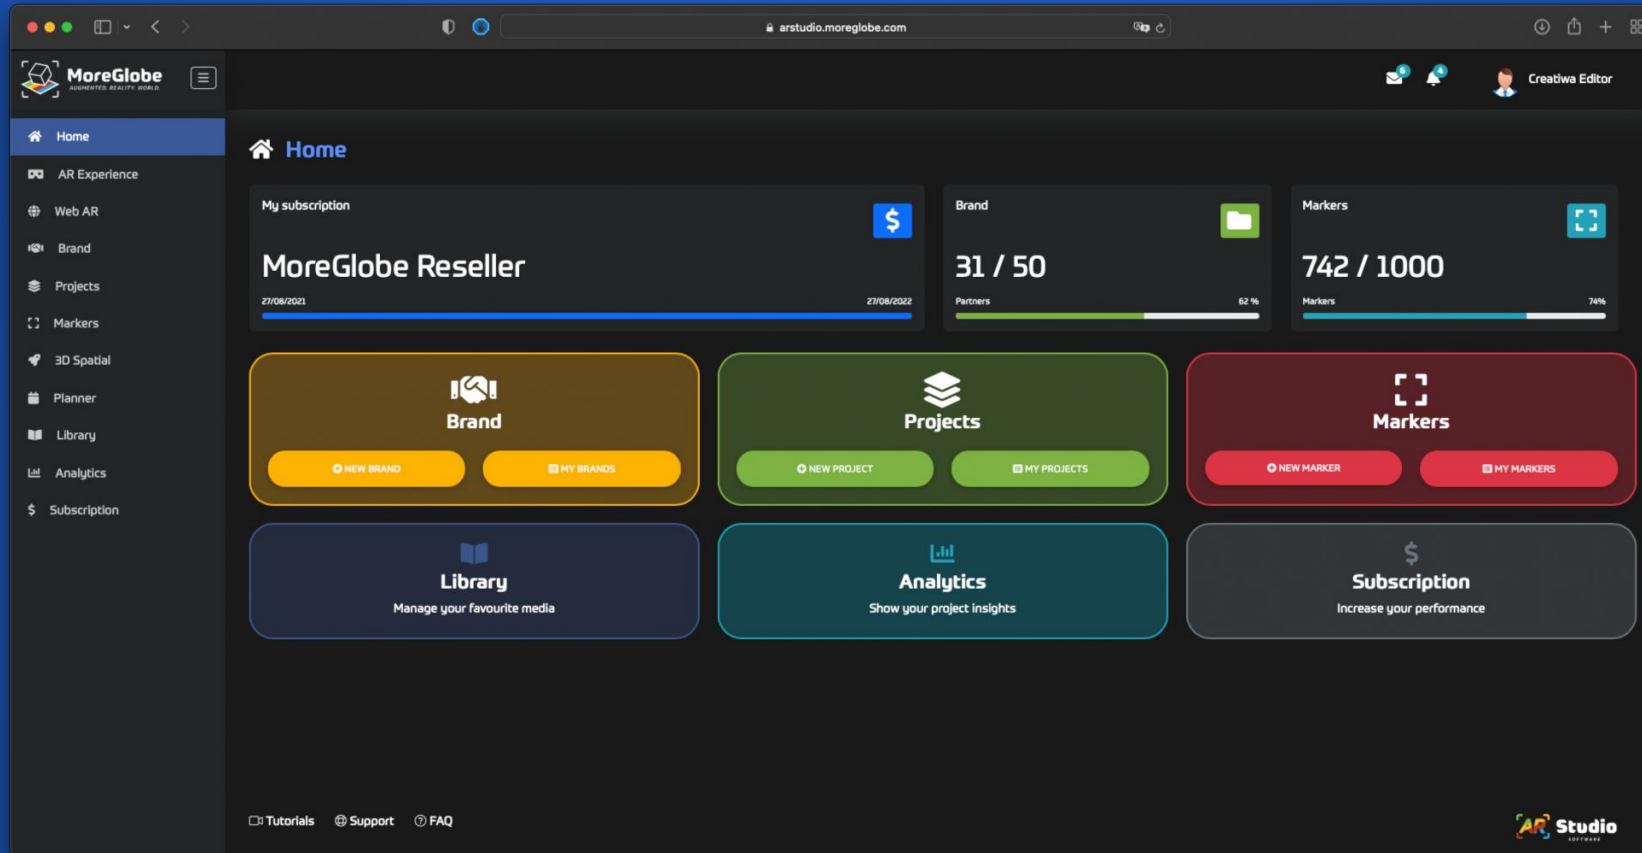 arstudio.moreglobe.com
MoreGlobe
AUGMENTED. REALITY. WORLD.
6
4
Creatiwa Editor
Home
AR Experience
Web AR
Brand
Projects
Markers
3D Spatial
Planner
Library
Analytics
$ Subscription
Home
My subscription
$
MoreGlobe Reseller
27/08/2021 27/08/2022
Brand
31 / 50
Partners 62 %
Markers
742 / 1000
Markers 74%
Brand
NEW BRAND MY BRANDS
Projects
NEW PROJECT MY PROJECTS
Markers
NEW MARKER MY MARKERS
Library
Manage your favourite media
Analytics
Show your project insights
$
Subscription
Increase your performance
Tutorials Support FAQ
AR Studio
SOFTWARE